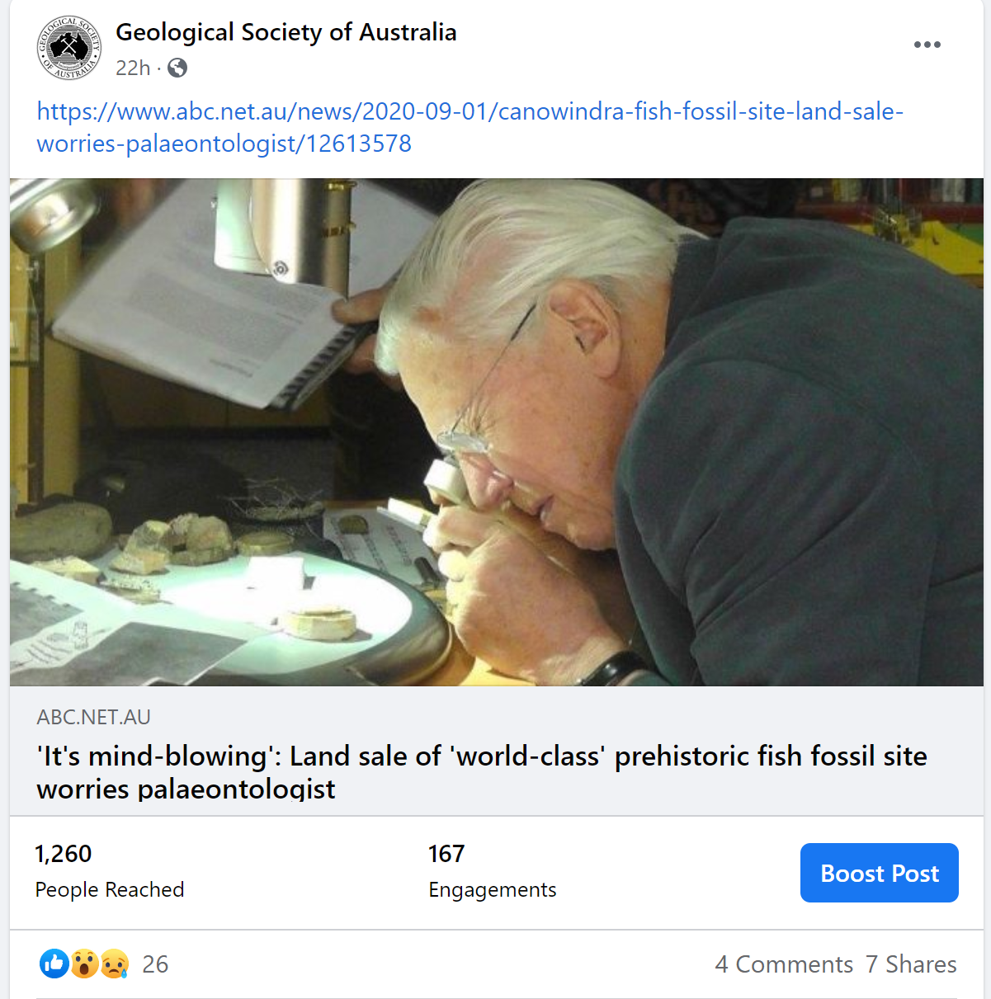 GEOLOGICAL SOCIETY
OF AUSTRALIA
Geological Society of Australia
22h ·
https://www.abc.net.au/news/2020-09-01/canowindra-fish-fossil-site-land-sale-
worries-palaeontologist/12613578
ABC.NET.AU
'It's mind-blowing': Land sale of 'world-class' prehistoric fish fossil site
worries palaeontologist
1,260
167
People Reached
Engagements
Boost Post
26
4 Comments 7 Shares